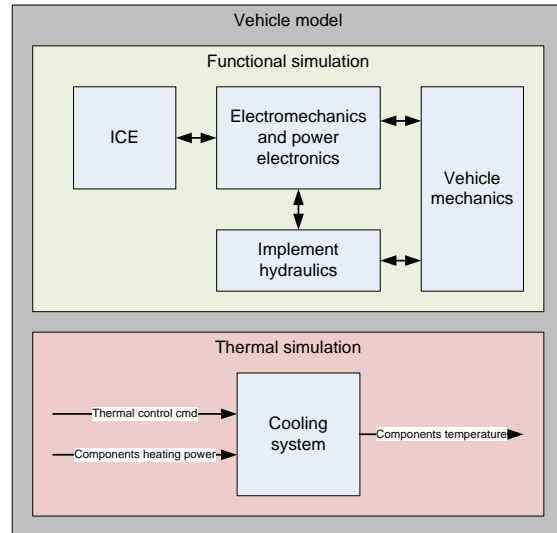 Vehicle model
Functional simulation
ICE
Electromechanics
and power
electronics
Vehicle
mechanics
Implement
hydraulics
Thermal simulation
Thermal control cmd
Components heating power
Cooling
system
Components temperature